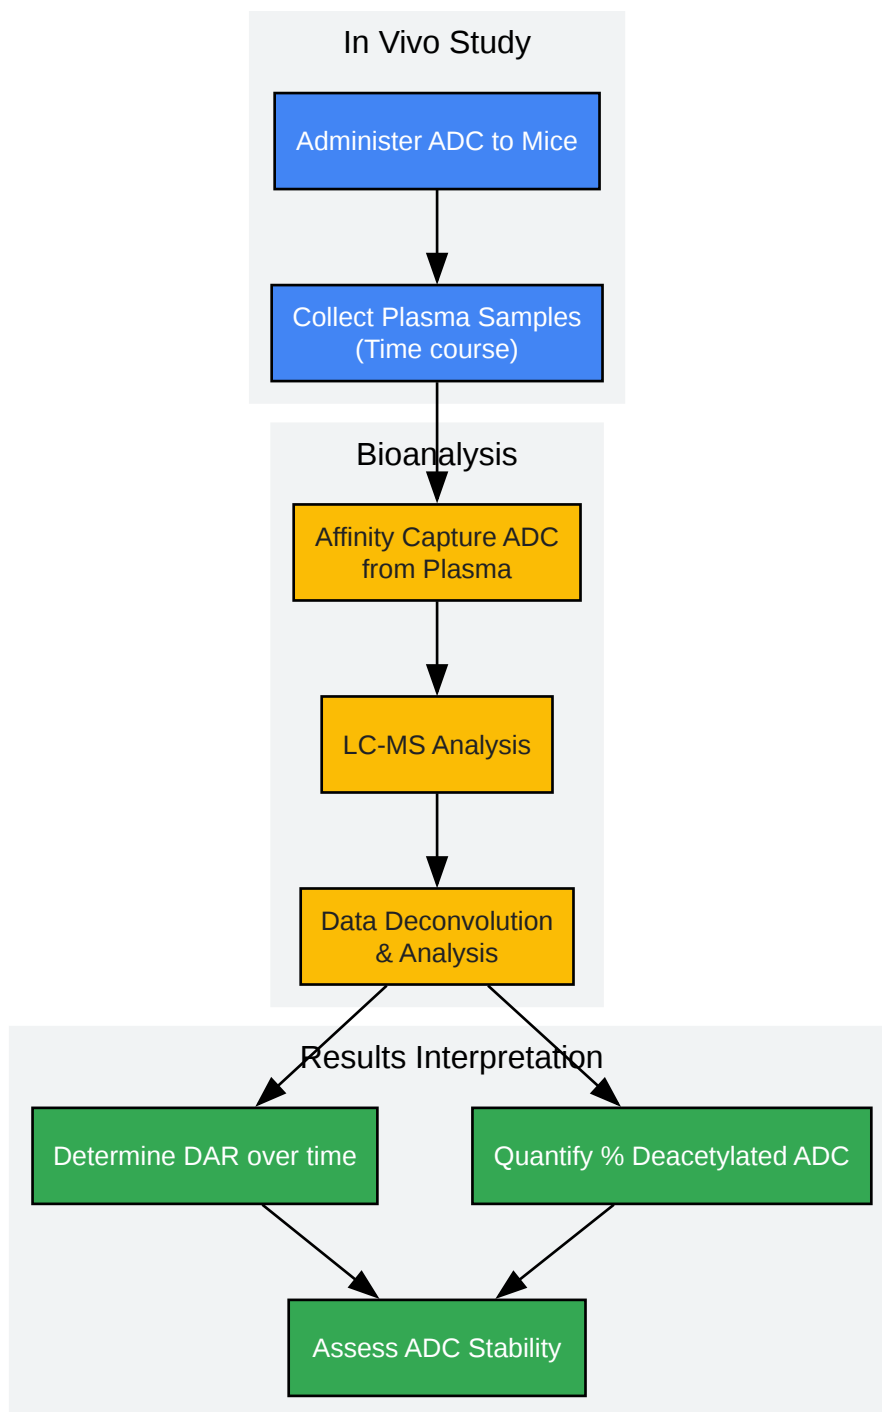 In Vivo Study
Administer ADC to Mice
Collect Plasma Samples
(Time course)
Bioanalysis
Affinity Capture ADC
from Plasma
LC-MS Analysis
Data Deconvolution
& Analysis
Results Interpretation
Determine DAR over time
Quantify % Deacetylated ADC
Assess ADC Stability